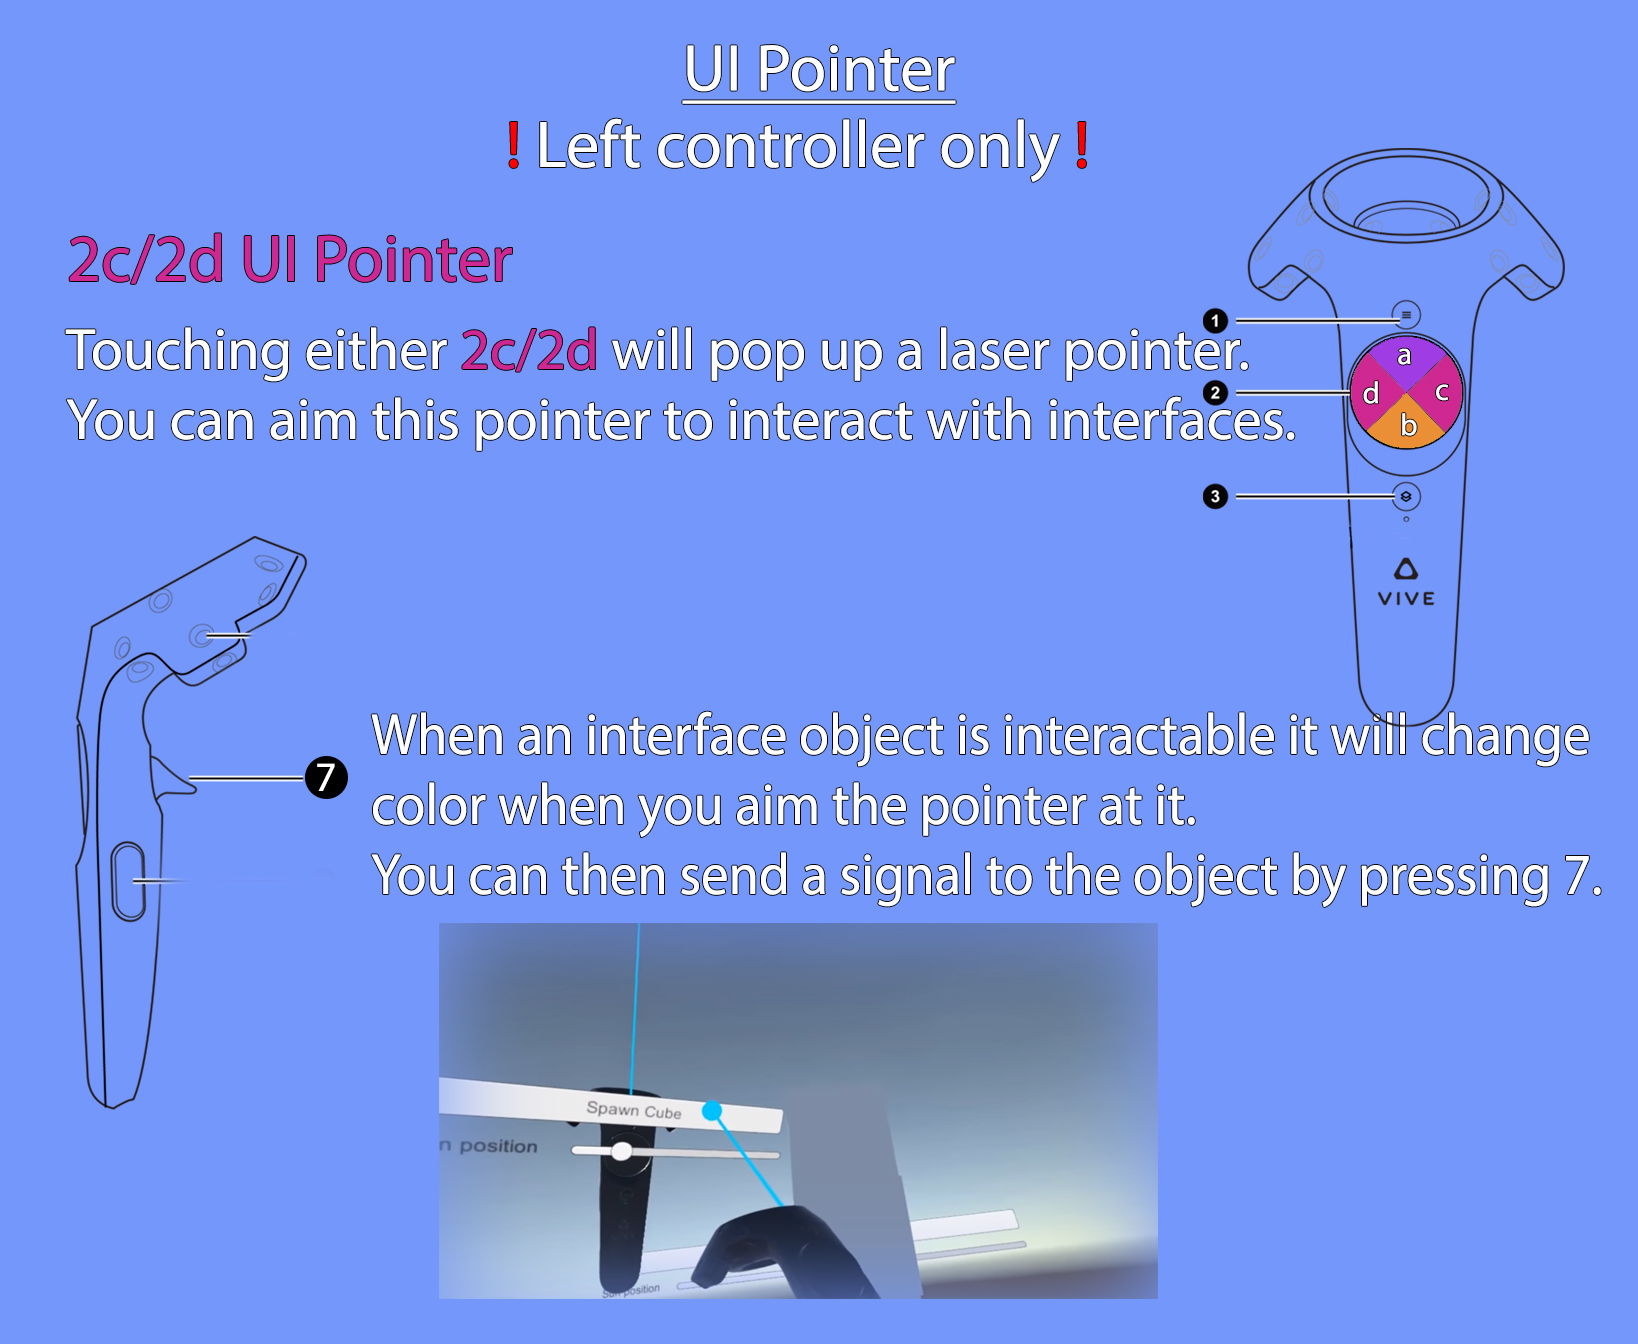 UI Pointer
! Left controller only !
2c/2d UI Pointer
Touching either 2c/2d will pop up a laser pointer.
You can aim this pointer to interact with interfaces.
1
a
2
d
c
b
3
VIVE
7
When an interface object is interactable it will change
color when you aim the pointer at it.
You can then send a signal to the object by pressing 7.
Spawn Cube
n position
Sun position